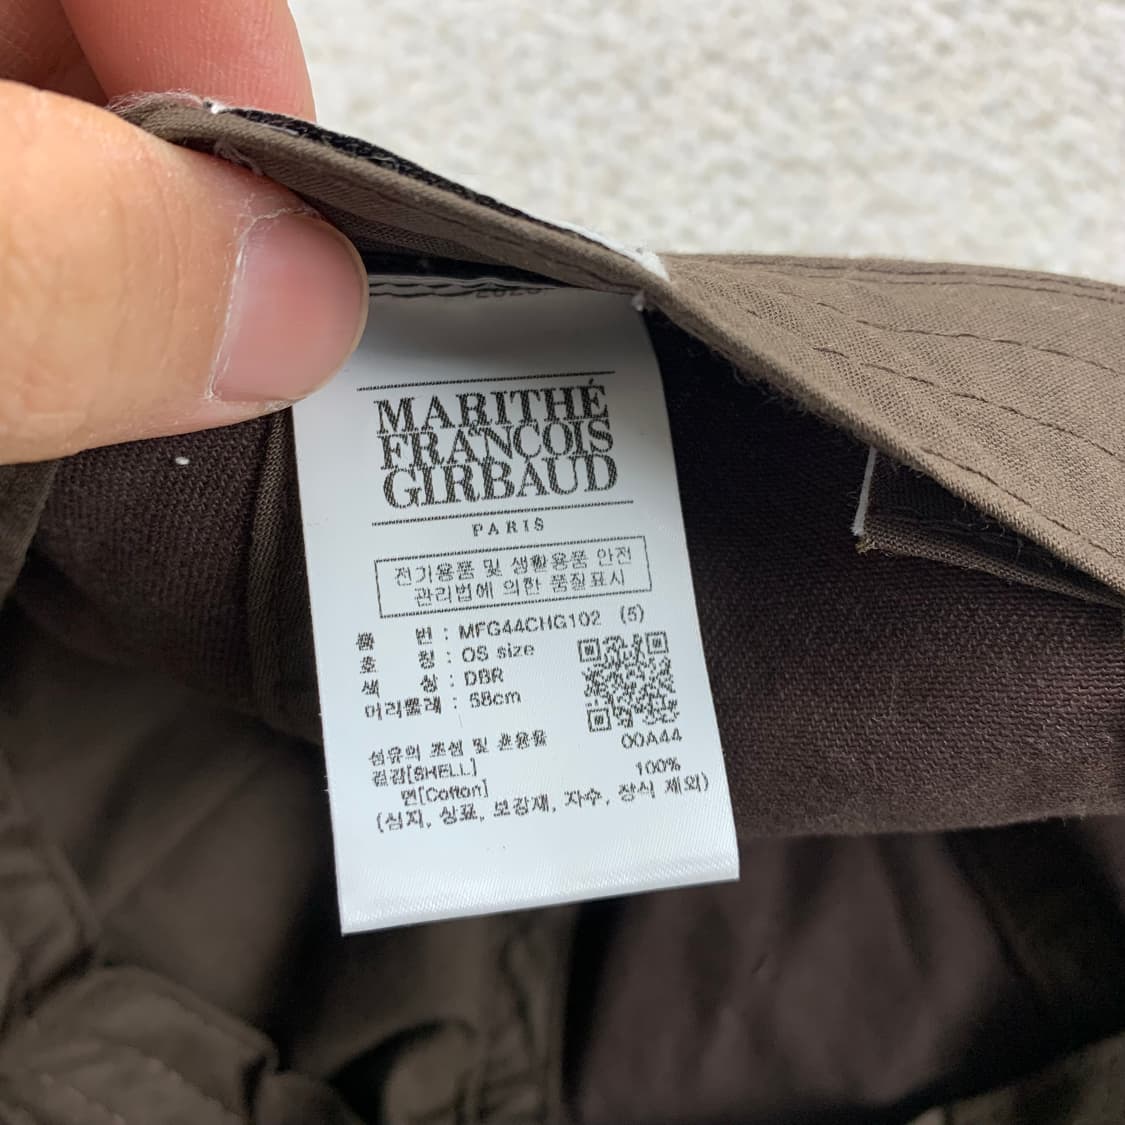 MARITHÉ
FRANCOIS
GIRBAUD
PARIS
전기용품 및 생활용품 안전
관리법에 의한 품질표시
품 번 : MFG44CHG102 (5)
호 칭 : OS size
색 상 : DBR
머리둘레 : 58cm
00A44
섬유의 조성 및 혼용율
겉감[SHELL]
면[Cotton] 100%
(심지, 상표, 보강재, 자수, 장식 제외)